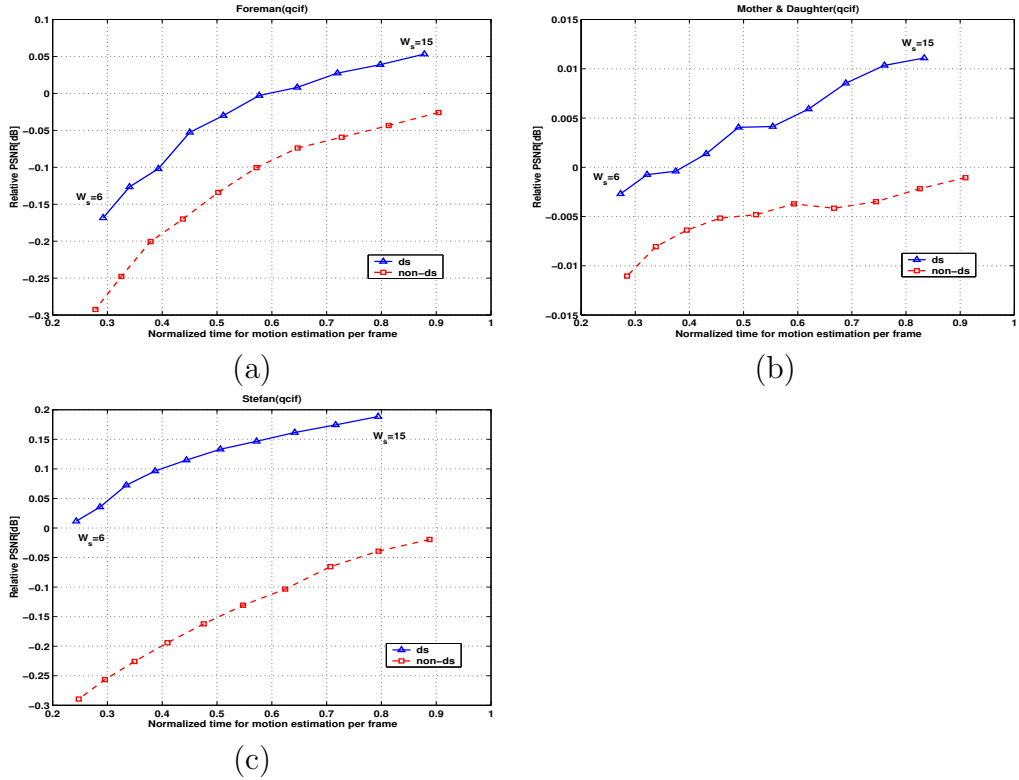 Foreman(qcif)
0.1
0.05
0
−0.05
−0.1
−0.15
−0.2
−0.25
−0.3
Relative PSNR[dB]
W_s=15
W_s=6
ds
non−ds
0.2 0.3 0.4 0.5 0.6 0.7 0.8 0.9 1
Normalized time for motion estimation per frame
(a)
Mother & Daughter(qcif)
0.015
0.01
0.005
0
−0.005
−0.01
−0.015
Relative PSNR[dB]
W_s=15
W_s=6
ds
non−ds
0.2 0.3 0.4 0.5 0.6 0.7 0.8 0.9 1
Normalized time for motion estimation per frame
(b)
Stefan(qcif)
0.2
0.15
0.1
0.05
0
−0.05
−0.1
−0.15
−0.2
−0.25
−0.3
Relative PSNR[dB]
W_s=15
W_s=6
ds
non−ds
0.2 0.3 0.4 0.5 0.6 0.7 0.8 0.9 1
Normalized time for motion estimation per frame
(c)